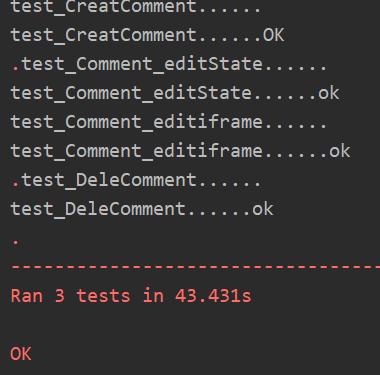 test_CreatComment......
test_CreatComment......OK
.test_Comment_editState......
test_Comment_editState......ok
test_Comment_editiframe......
test_Comment_editiframe......ok
.test_DeleComment......
test_DeleComment......ok
.
----------------------------------
Ran 3 tests in 43.431s
OK